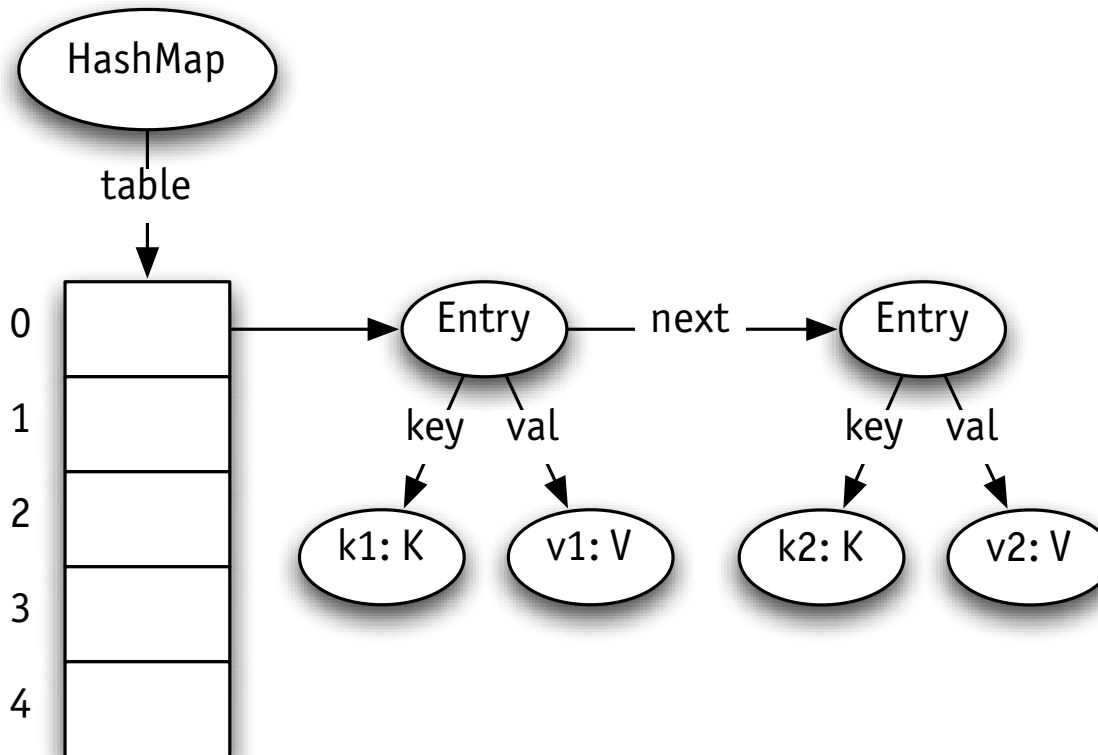 HashMap
table
0
Entry next Entry
1
key val key val
2
k1: K v1: V k2: K v2: V
3
4